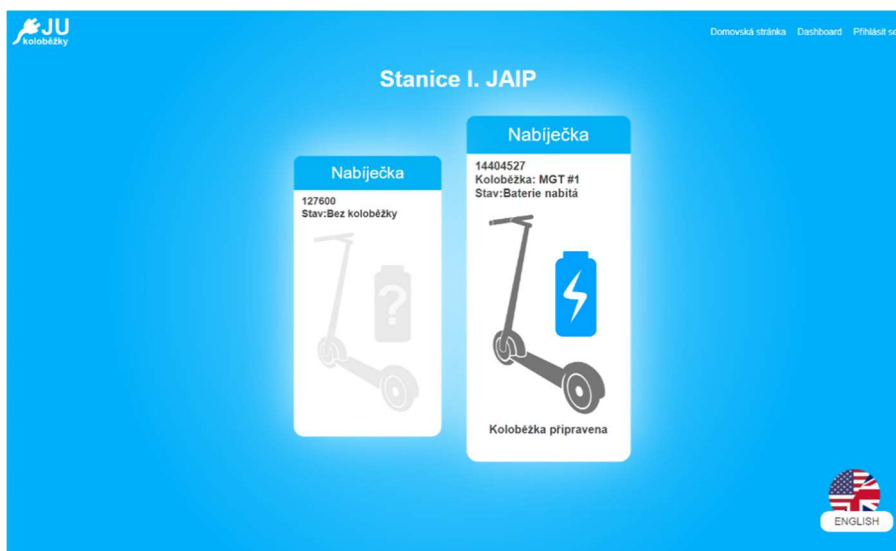 JU
koloběžky
Domovská stránka Dashboard Přihlásit se
Stanice I. JAIP
Nabíječka
127600
Stav:Bez koloběžky
?
Nabíječka
14404527
Koloběžka: MGT #1
Stav:Baterie nabitá
Koloběžka připravena
ENGLISH